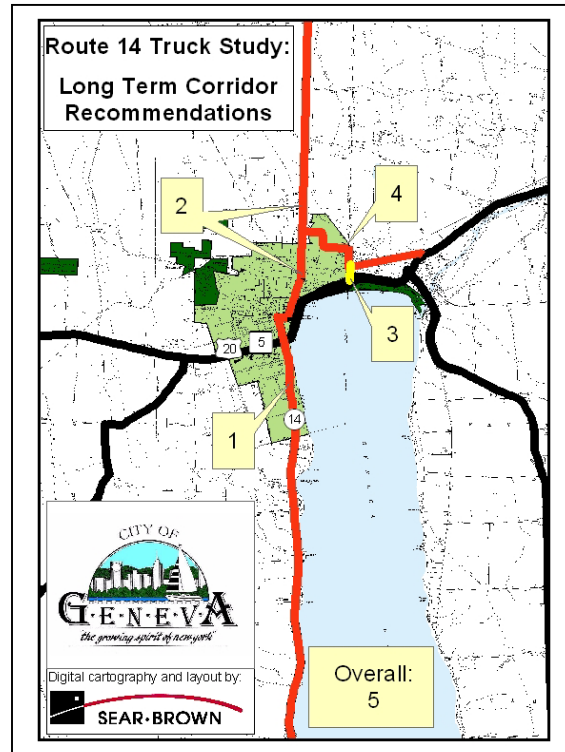 Route 14 Truck Study:
Long Term Corridor
Recommendations
2
4
3
20
5
1
14
S E N E C A
CITY OF
G·E·N·E·V·A
"the growing spirit of new york"
Overall:
5
Digital cartography and layout by:
SEAR·BROWN